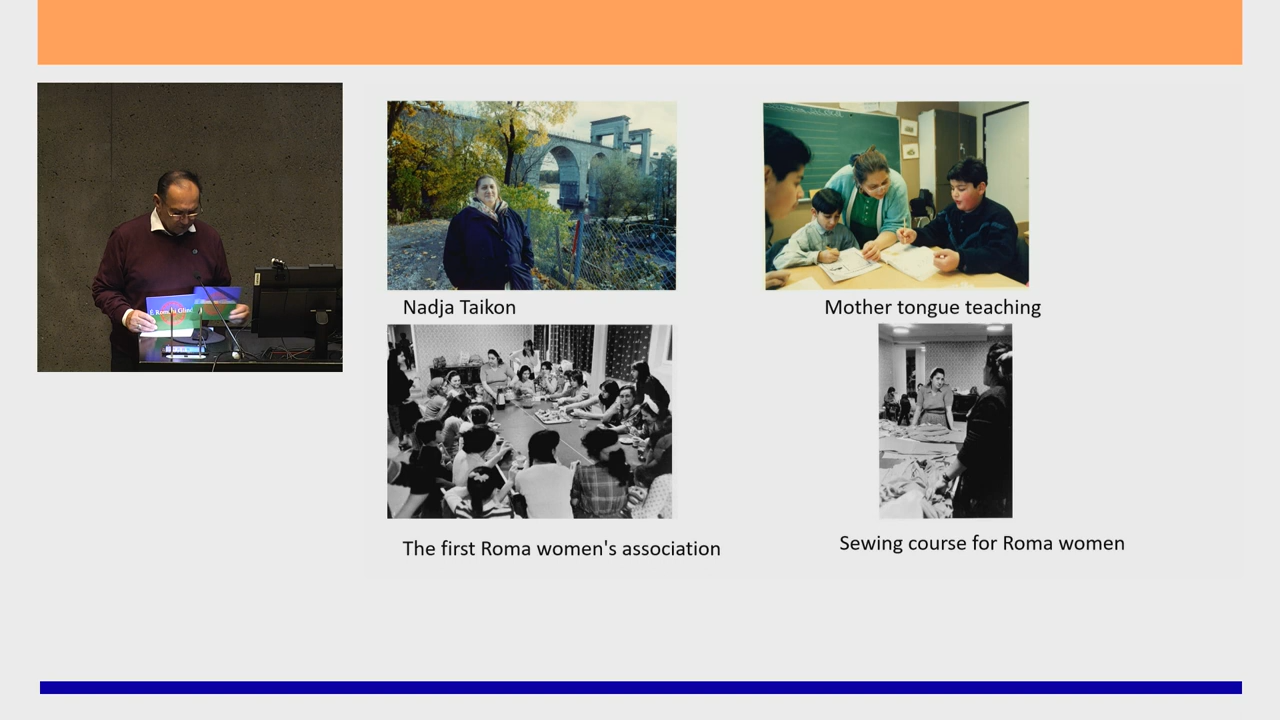 Nadja Taikon
Mother tongue teaching
The first Roma women's association
Sewing course for Roma women